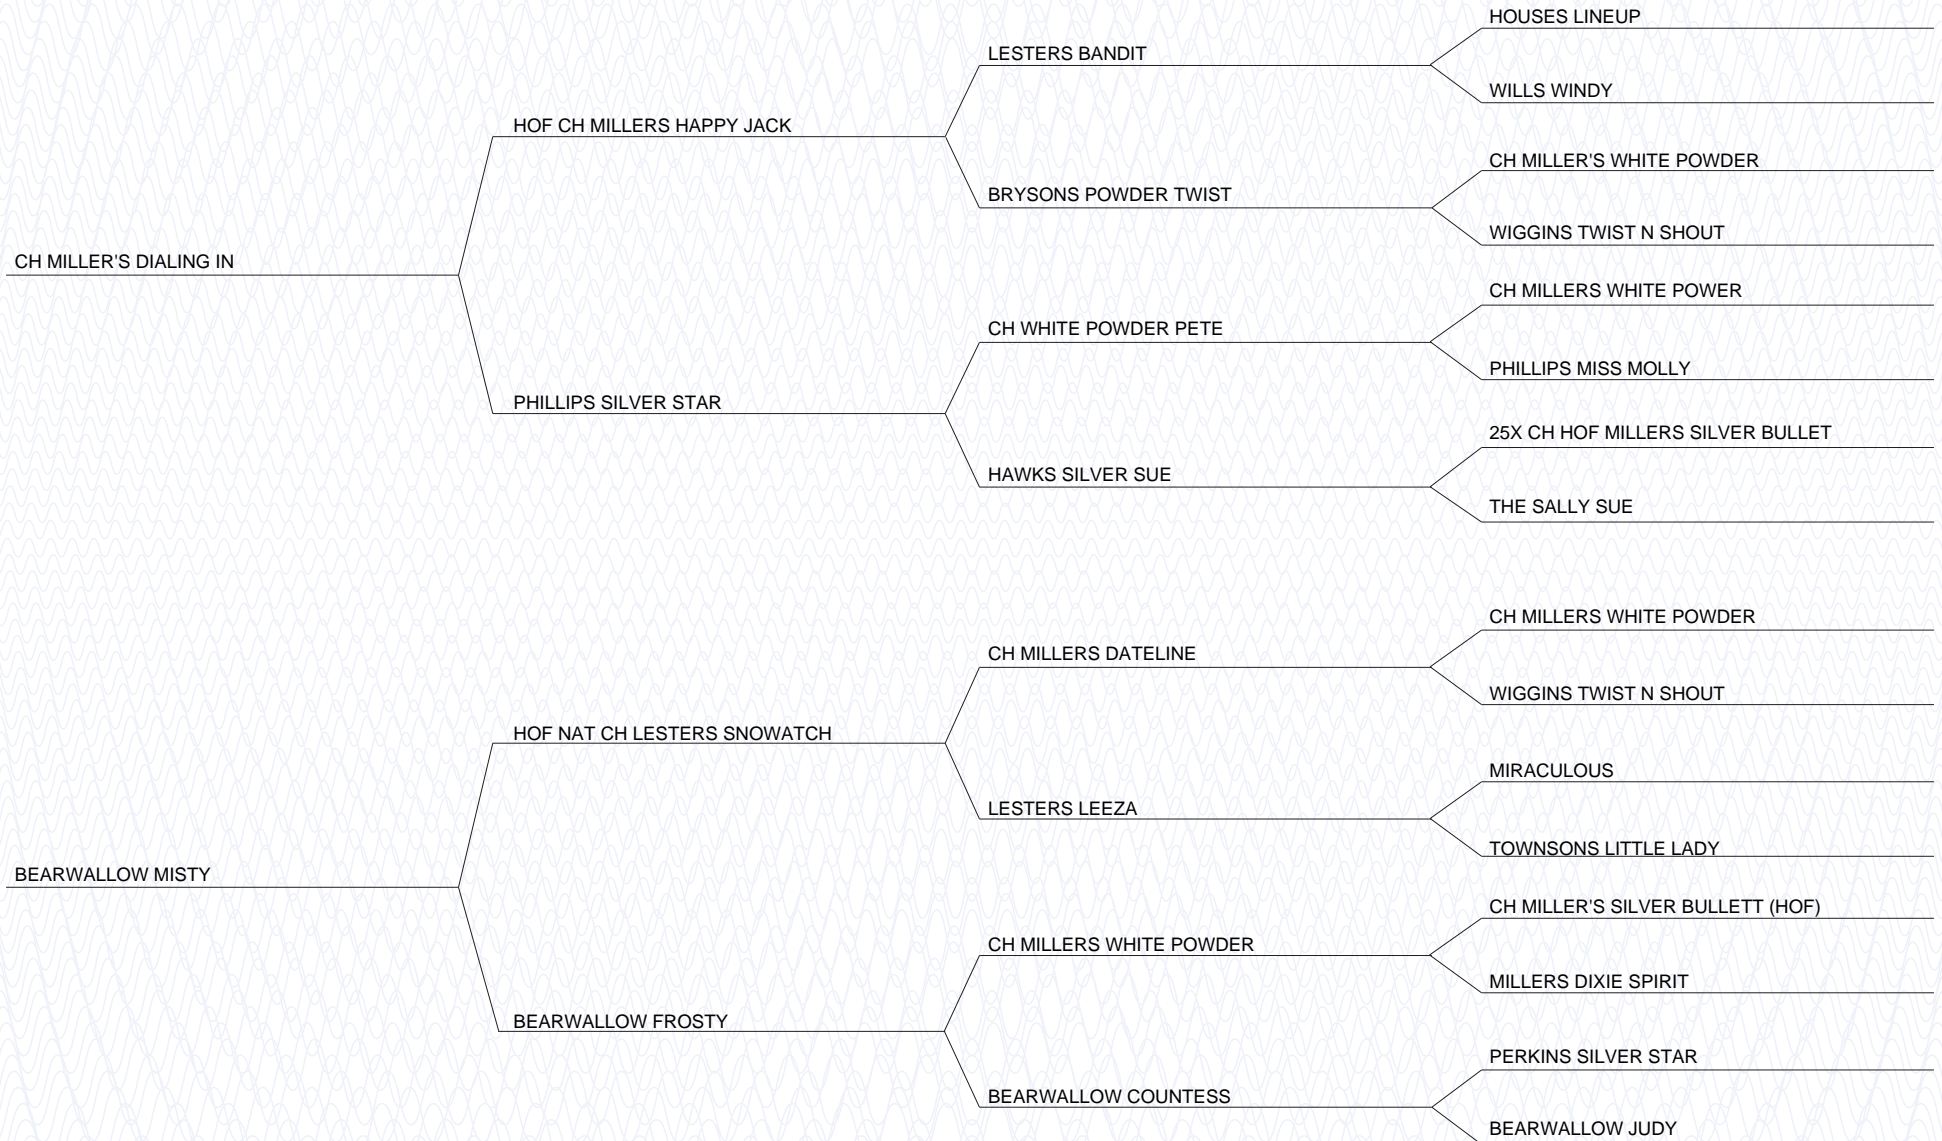 HOUSES LINEUP
LESTERS BANDIT
WILLS WINDY
HOF CH MILLERS HAPPY JACK
CH MILLER'S WHITE POWDER
BRYSONS POWDER TWIST
WIGGINS TWIST N SHOUT
CH MILLER'S DIALING IN
CH MILLERS WHITE POWER
CH WHITE POWDER PETE
PHILLIPS MISS MOLLY
PHILLIPS SILVER STAR
25X CH HOF MILLERS SILVER BULLET
HAWKS SILVER SUE
THE SALLY SUE
CH MILLERS WHITE POWDER
CH MILLERS DATELINE
WIGGINS TWIST N SHOUT
HOF NAT CH LESTERS SNOWATCH
MIRACULOUS
LESTERS LEEZA
TOWNSONS LITTLE LADY
BEARWALLOW MISTY
CH MILLER'S SILVER BULLETT (HOF)
CH MILLERS WHITE POWDER
MILLERS DIXIE SPIRIT
BEARWALLOW FROSTY
PERKINS SILVER STAR
BEARWALLOW COUNTESS
BEARWALLOW JUDY